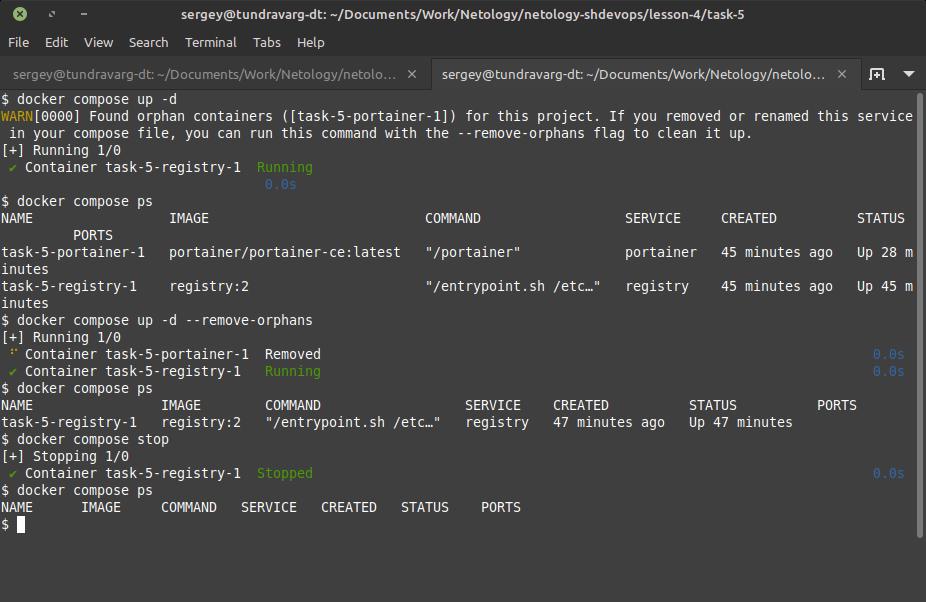 sergey@tundravarg-dt: ~/Documents/Work/Netology/netology-shdevops/lesson-4/task-5
File Edit View Search Terminal Tabs Help
sergey@tundravarg-dt: ~/Documents/Work/Netology/netolo... × sergey@tundravarg-dt: ~/Documents/Work/Netology/netolo... ×
$ docker compose up -d
WARN[0000] Found orphan containers ([task-5-portainer-1]) for this project. If you removed or renamed this service
 in your compose file, you can run this command with the --remove-orphans flag to clean it up.
[+] Running 1/0
 ✔ Container task-5-registry-1  Running
                                 0.0s
$ docker compose ps
NAME                 IMAGE                           COMMAND                  SERVICE     CREATED          STATUS
         PORTS
task-5-portainer-1   portainer/portainer-ce:latest   "/portainer"             portainer   45 minutes ago   Up 28 m
inutes
task-5-registry-1    registry:2                      "/entrypoint.sh /etc…"   registry    45 minutes ago   Up 45 m
inutes
$ docker compose up -d --remove-orphans
[+] Running 1/0
 ⠋ Container task-5-portainer-1  Removed                                                                     0.0s
 ✔ Container task-5-registry-1   Running                                                                     0.0s
$ docker compose ps
NAME                IMAGE        COMMAND                  SERVICE    CREATED          STATUS          PORTS
task-5-registry-1   registry:2   "/entrypoint.sh /etc…"   registry   47 minutes ago   Up 47 minutes
$ docker compose stop
[+] Stopping 1/0
 ✔ Container task-5-registry-1  Stopped                                                                      0.0s
$ docker compose ps
NAME      IMAGE     COMMAND   SERVICE   CREATED   STATUS    PORTS
$